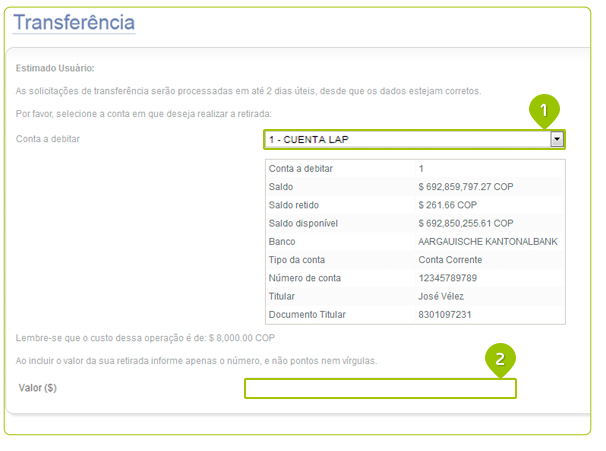 Transferência
Estimado Usuário:
As solicitações de transferência serão processadas em até 2 dias úteis, desde que os dados estejam corretos.
Por favor, selecione a conta em que deseja realizar a retirada:
1
Conta a debitar
1 - CUENTA LAP
Conta a debitar 1
Saldo $ 692,859,797.27 COP
Saldo retido $ 261.66 COP
Saldo disponível $ 692,850,255.61 COP
Banco AARGAUISCHE KANTONALBANK
Tipo da conta Conta Corrente
Número de conta 12345789789
Titular José Vélez
Documento Titular 8301097231
Lembre-se que o custo dessa operação é de: $ 8,000.00 COP
2
Ao incluir o valor da sua retirada informe apenas o número, e não pontos nem vírgulas.
Valor ($)